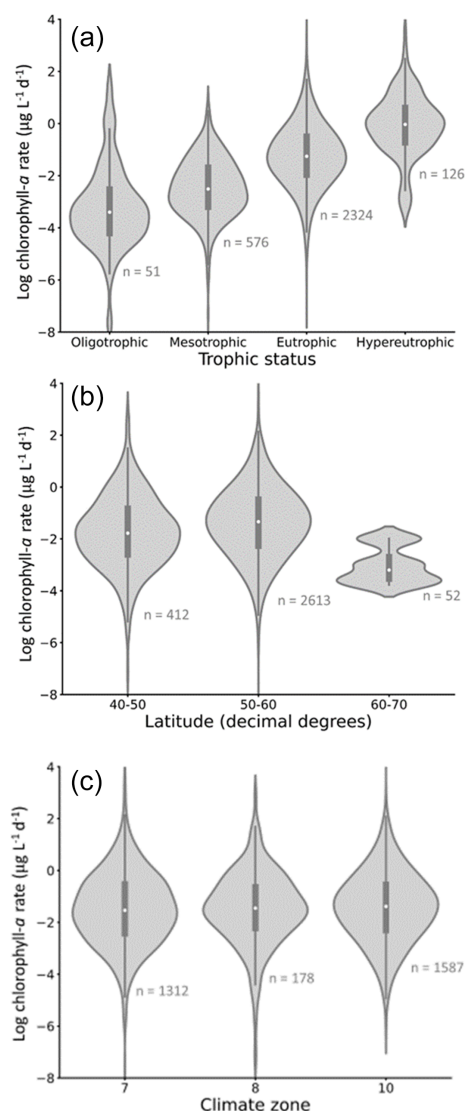 (a)
Log chlorophyll-a rate (µg L-1 d-1)
4
2
0
−2
−4
−6
−8
n = 51
n = 576
n = 2324
n = 126
Oligotrophic Mesotrophic Eutrophic Hypereutrophic
Trophic status
(b)
Log chlorophyll-a rate (µg L-1 d-1)
4
2
0
−2
−4
−6
−8
n = 412
n = 2613
n = 52
40-50 50-60 60-70
Latitude (decimal degrees)
(c)
Log chlorophyll-a rate (µg L-1 d-1)
4
2
0
−2
−4
−6
−8
n = 1312
n = 178
n = 1587
7 8 10
Climate zone